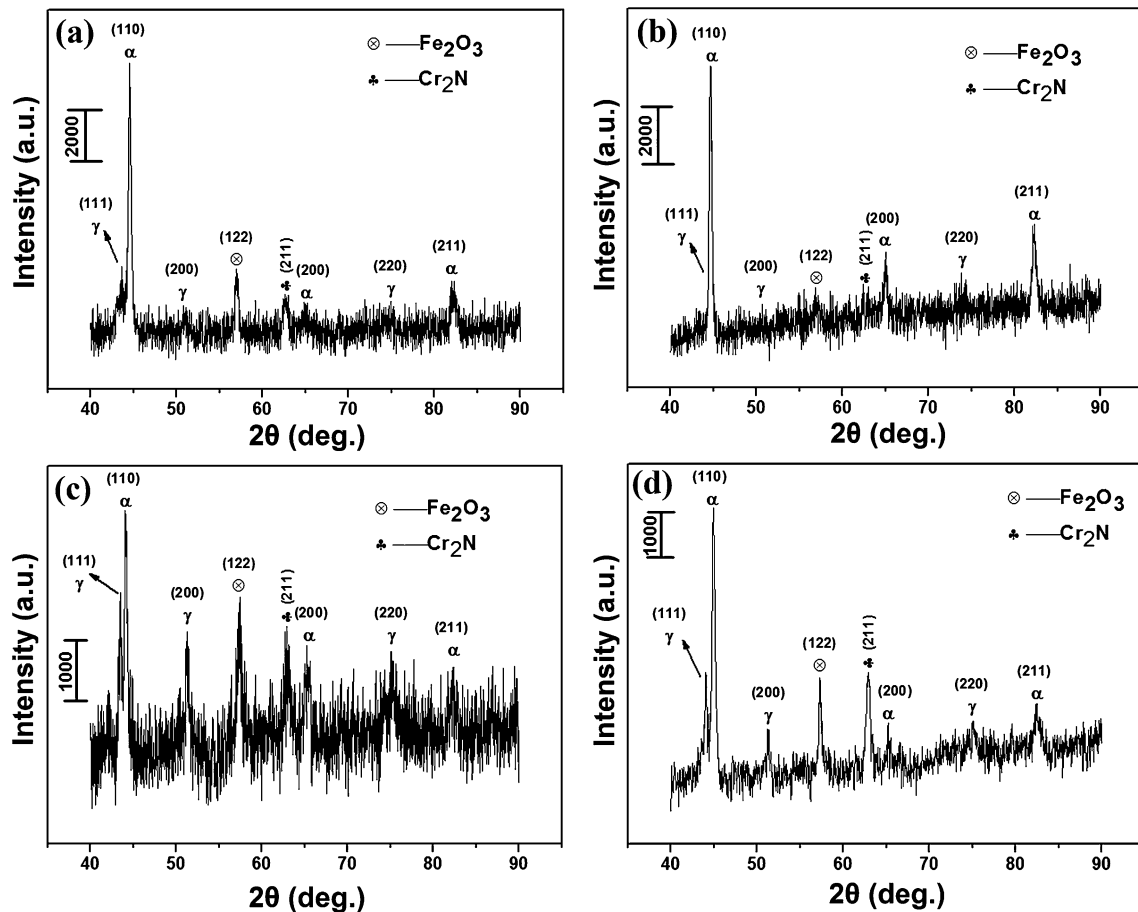 (a)
(110)
α
⊗ —Fe₂O₃
♣ —Cr₂N
2000
(111)
γ
(200)
γ
(122)
⊗
♣ (211)
(200)
α
(220)
γ
(211)
α
Intensity (a.u.)
40 50 60 70 80 90
2θ (deg.)
(b)
(110)
α
⊗ —Fe₂O₃
♣ —Cr₂N
2000
(111)
γ
(200)
γ
(122)
⊗
♣ (211)
(200)
α
(220)
γ
(211)
α
Intensity (a.u.)
40 50 60 70 80 90
2θ (deg.)
(c)
(110)
α
⊗ —Fe₂O₃
♣ —Cr₂N
(111)
γ
1000
(200)
γ
(122)
⊗
♣ (211)
(200)
α
(220)
γ
(211)
α
Intensity (a.u.)
40 50 60 70 80 90
2θ (deg.)
(d)
(110)
α
⊗ —Fe₂O₃
♣ —Cr₂N
1000
(111)
γ
(200)
γ
(122)
⊗
♣ (211)
(200)
α
(220)
γ
(211)
α
Intensity (a.u.)
40 50 60 70 80 90
2θ (deg.)